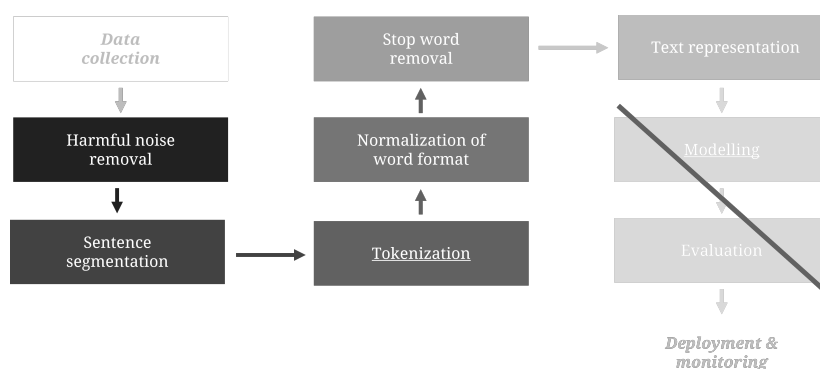 Data
collection
Harmful noise
removal
Sentence
segmentation
Tokenization
Normalization of
word format
Stop word
removal
Text representation
Modelling
Evaluation
Deployment &
monitoring